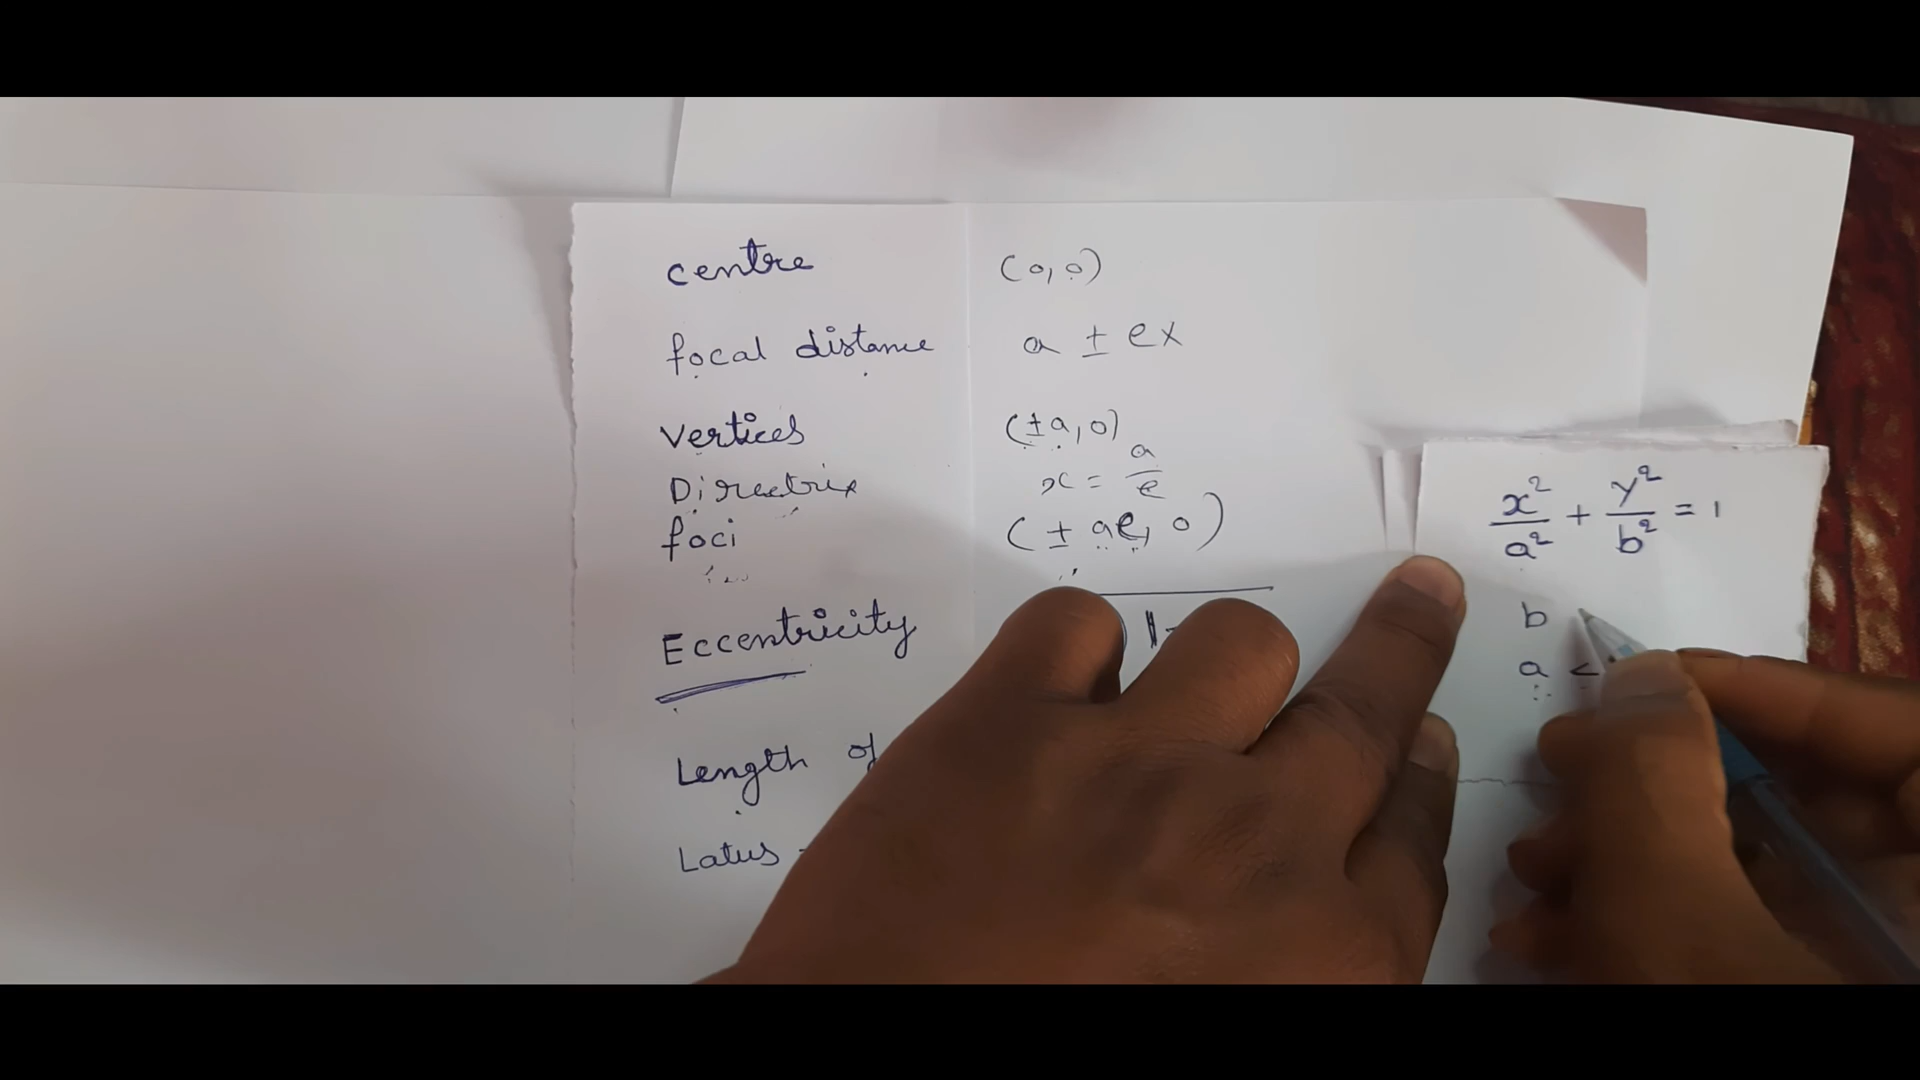 centre (0,0)
focal distance a ± ex
Vertices (±a, 0)
Directrix x = a/e
foci (± ae, 0)
Eccentricity
Length of
Latus
x²/a² + y²/b² = 1
b
a <